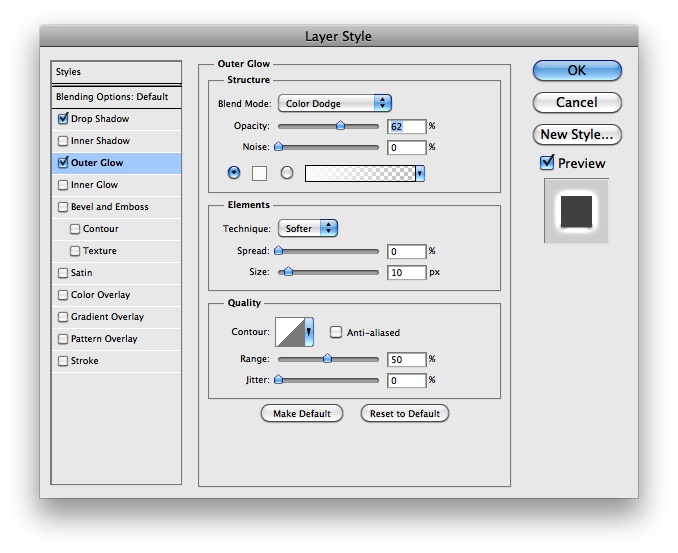 Layer Style
Styles
Blending Options: Default
Drop Shadow
Inner Shadow
Outer Glow
Inner Glow
Bevel and Emboss
Contour
Texture
Satin
Color Overlay
Gradient Overlay
Pattern Overlay
Stroke
Outer Glow
Structure
Blend Mode: Color Dodge
Opacity: 62 %
Noise: 0 %
Elements
Technique: Softer
Spread: 0 %
Size: 10 px
Quality
Contour: Anti-aliased
Range: 50 %
Jitter: 0 %
Make Default Reset to Default
OK
Cancel
New Style...
Preview